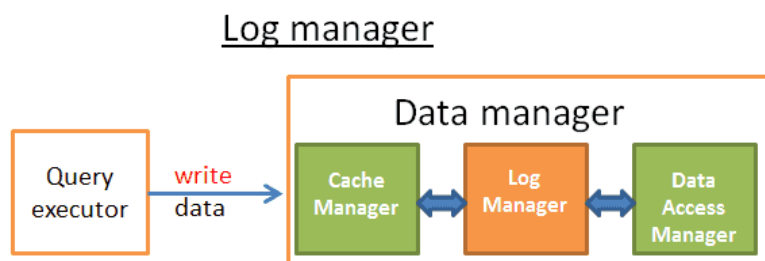 Log manager
Data manager
Query
executor
write
data
Cache
Manager
Log
Manager
Data
Access
Manager